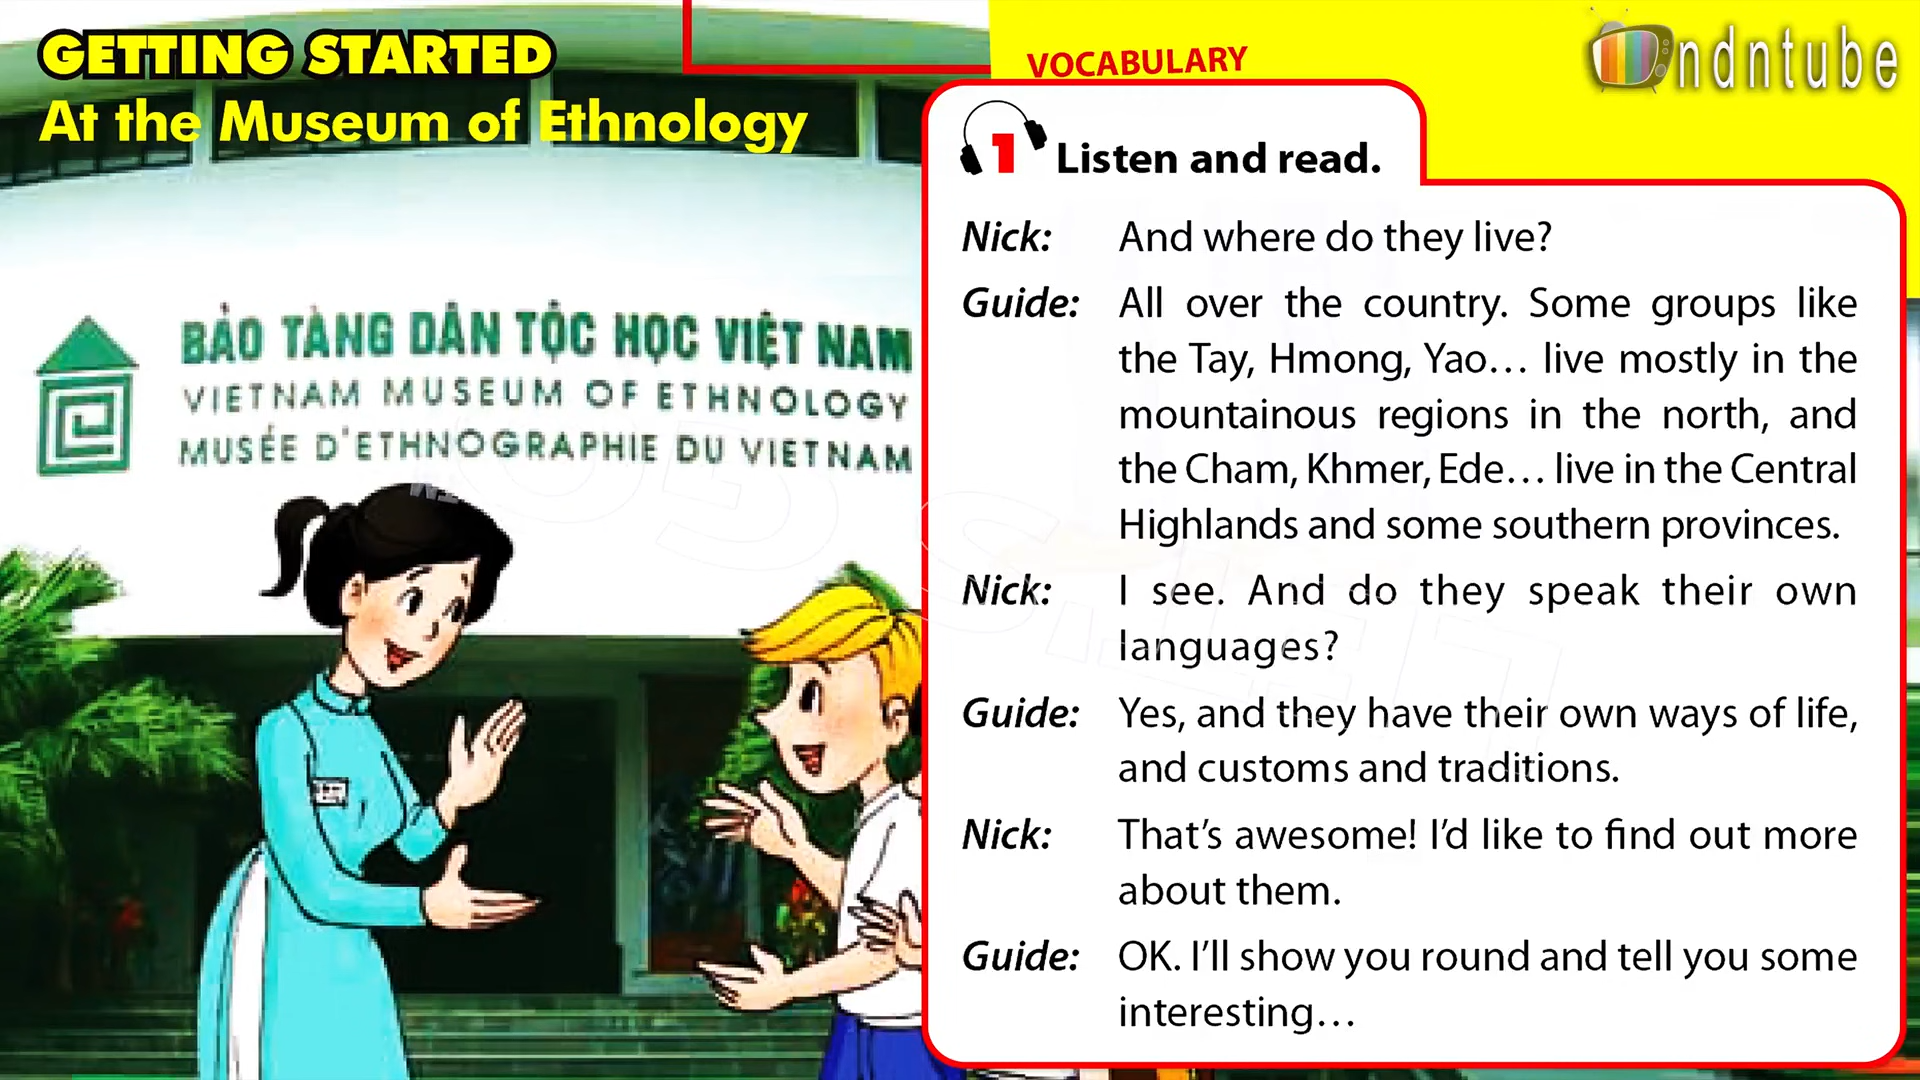 GETTING STARTED
At the Museum of Ethnology
VOCABULARY
ndntube
1 Listen and read.
BẢO TÀNG DÂN TỘC HỌC VIỆT NAM
VIETNAM MUSEUM OF ETHNOLOGY
MUSÉE D'ETHNOGRAPHIE DU VIETNAM
Nick: And where do they live?
Guide: All over the country. Some groups like
the Tay, Hmong, Yao… live mostly in the
mountainous regions in the north, and
the Cham, Khmer, Ede… live in the Central
Highlands and some southern provinces.
Nick: I see. And do they speak their own
languages?
Guide: Yes, and they have their own ways of life,
and customs and traditions.
Nick: That's awesome! I'd like to find out more
about them.
Guide: OK. I'll show you round and tell you some
interesting…